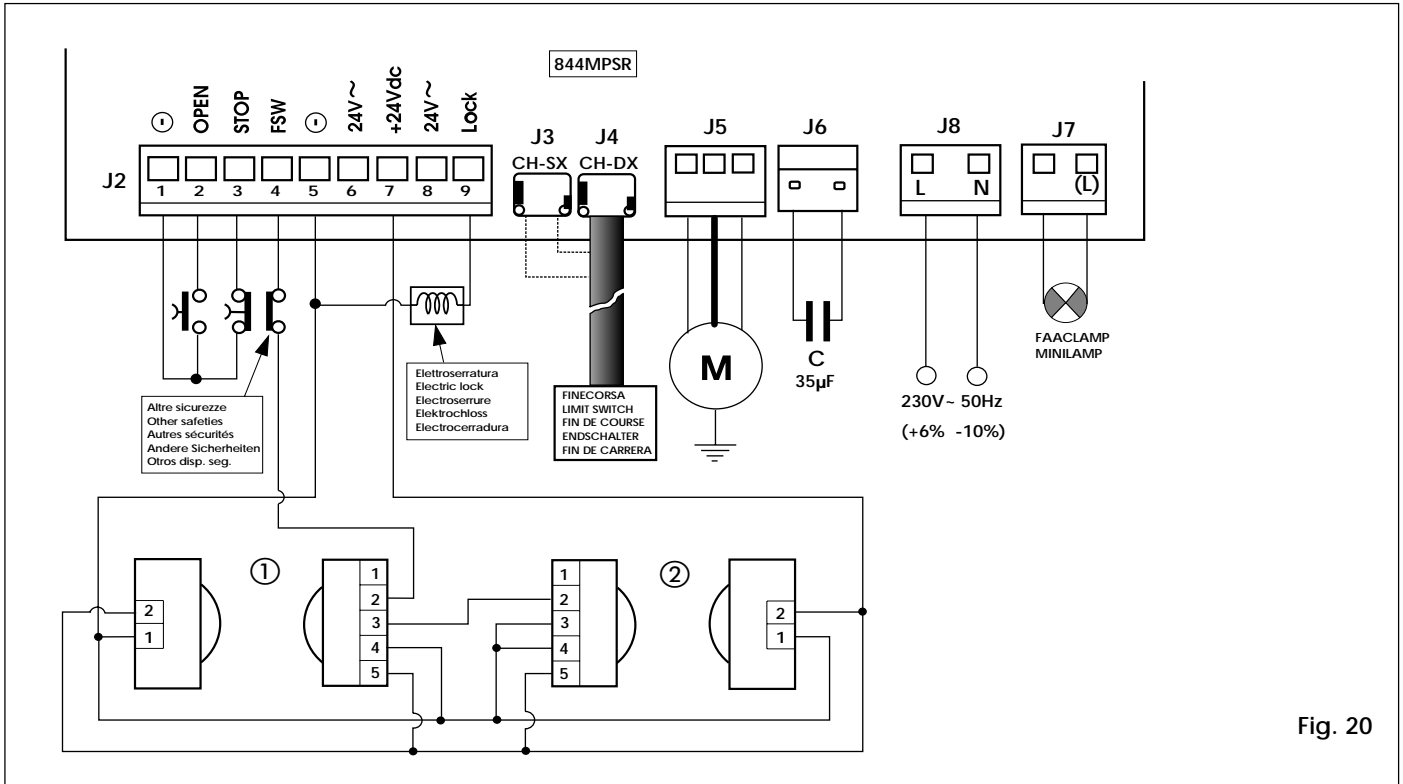 844MPSR
OPEN
STOP
FSW
24V ~
+24Vdc
24V ~
Lock
J2
1 2 3 4 5 6 7 8 9
J3
CH-SX
J4
CH-DX
J5
J6
J8
L N
J7
(L)
Altre sicurezze
Other safeties
Autres sécurités
Andere Sicherheiten
Otros disp. seg.
Elettroserratura
Electric lock
Electroserrure
Elektrochloss
Electrocerradura
FINECORSA
LIMIT SWITCH
FIN DE COURSE
ENDSCHALTER
FIN DE CARRERA
M
C
35µF
230V~ 50Hz
(+6% -10%)
FAACLAMP
MINILAMP
2
1
①
1
2
3
4
5
1
2
3
4
5
②
2
1
Fig. 20